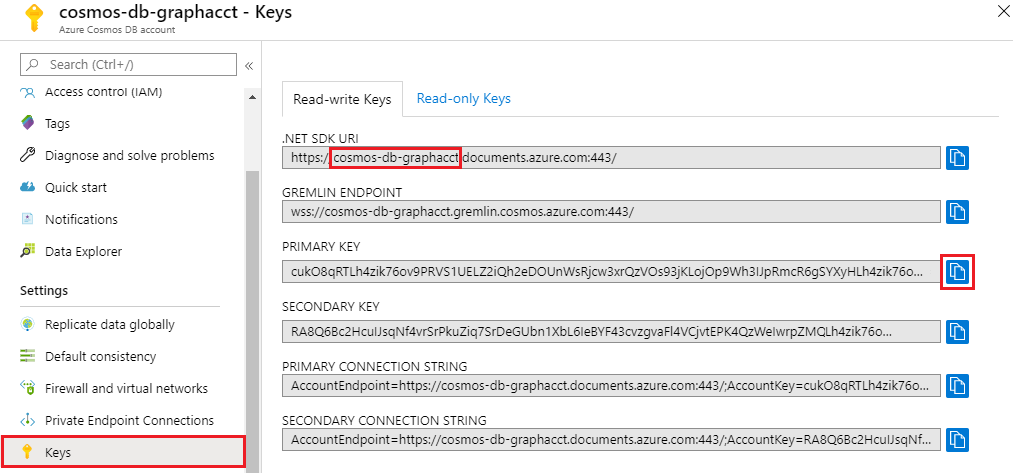 cosmos-db-graphacct - Keys
Azure Cosmos DB account
Search (Ctrl+/)
«
Access control (IAM)
Tags
Diagnose and solve problems
Quick start
Notifications
Data Explorer
Settings
Replicate data globally
Default consistency
Firewall and virtual networks
Private Endpoint Connections
Keys
Read-write Keys
Read-only Keys
.NET SDK URI
https://cosmos-db-graphacct.documents.azure.com:443/
GREMLIN ENDPOINT
wss://cosmos-db-graphacct.gremlin.cosmos.azure.com:443/
PRIMARY KEY
cukO8qRTLh4zik76ov9PRVS1UELZ2iQh2eDOUnWsRjcw3xrQzVOs93jKLojOp9Wh3IJpRmcR6gSYXyHLh4zik76o...
SECONDARY KEY
RA8Q6Bc2HcuIJsqNf4vrSrPkuZiq7SrDeGUbn1XbL6IeBYF43cvzgvaFl4VCjvtEPK4QzWeIwrpZMQLh4zik76o...
PRIMARY CONNECTION STRING
AccountEndpoint=https://cosmos-db-graphacct.documents.azure.com:443/;AccountKey=cukO8qRTLh4zik76o...
SECONDARY CONNECTION STRING
AccountEndpoint=https://cosmos-db-graphacct.documents.azure.com:443/;AccountKey=RA8Q6Bc2HcuIJsqNf...